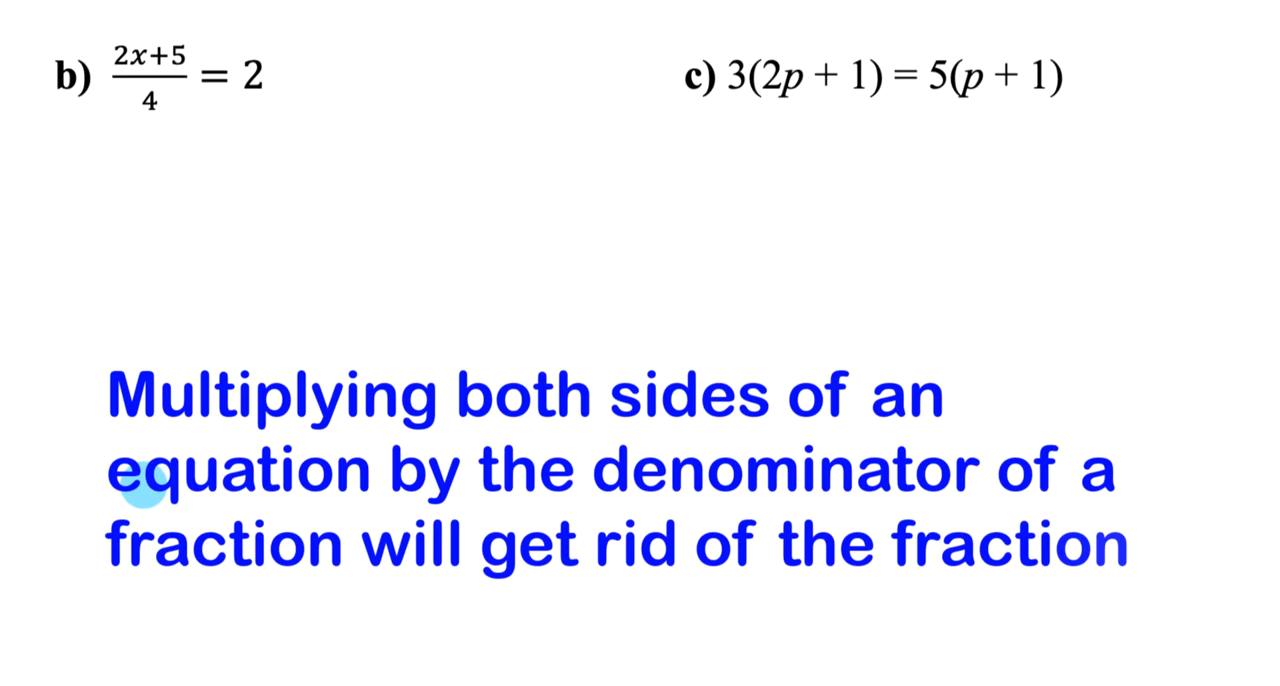 b) \frac{2x+5}{4} = 2
c) 3(2p + 1) = 5(p + 1)
Multiplying both sides of an
equation by the denominator of a
fraction will get rid of the fraction